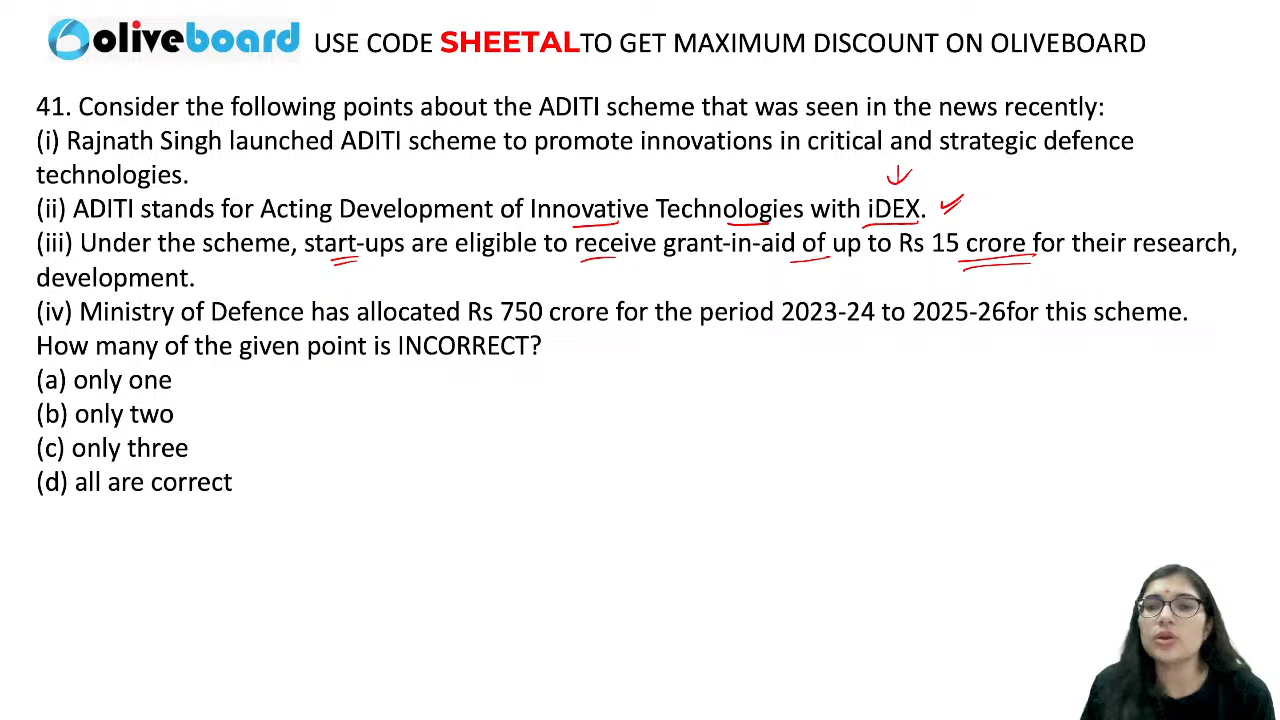 oliveboard USE CODE SHEETALTO GET MAXIMUM DISCOUNT ON OLIVEBOARD
41. Consider the following points about the ADITI scheme that was seen in the news recently:
(i) Rajnath Singh launched ADITI scheme to promote innovations in critical and strategic defence
technologies.
(ii) ADITI stands for Acting Development of Innovative Technologies with iDEX.
(iii) Under the scheme, start-ups are eligible to receive grant-in-aid of up to Rs 15 crore for their research,
development.
(iv) Ministry of Defence has allocated Rs 750 crore for the period 2023-24 to 2025-26for this scheme.
How many of the given point is INCORRECT?
(a) only one
(b) only two
(c) only three
(d) all are correct